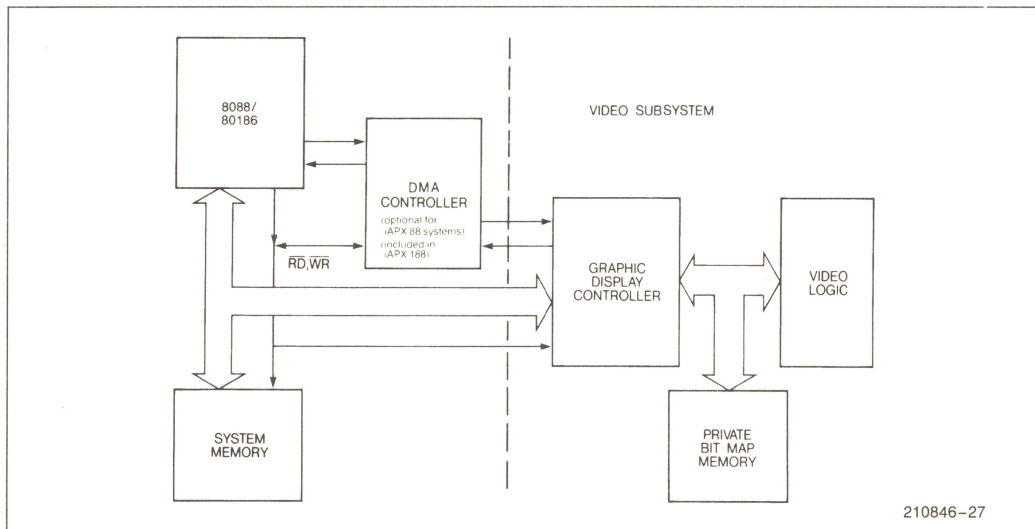 8088/
80186
VIDEO SUBSYSTEM
DMA
CONTROLLER
(optional for
iAPX 88 systems)
(included in
iAPX 188)
RD,WR
GRAPHIC
DISPLAY
CONTROLLER
VIDEO
LOGIC
SYSTEM
MEMORY
PRIVATE
BIT MAP
MEMORY
210846–27